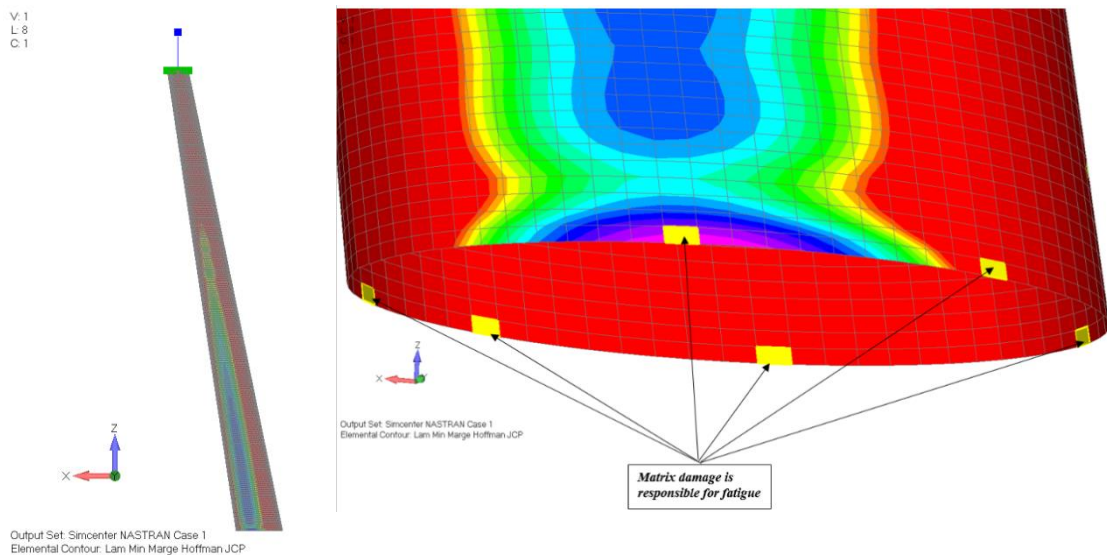 V: 1
L: 8
C: 1
Z
X
Y
Output Set: Simcenter NASTRAN Case 1
Elemental Contour: Lam Min Marge Hoffman JCP
Z
X
Y
Output Set: Simcenter NASTRAN Case 1
Elemental Contour: Lam Min Marge Hoffman JCP
Matrix damage is
responsible for fatigue